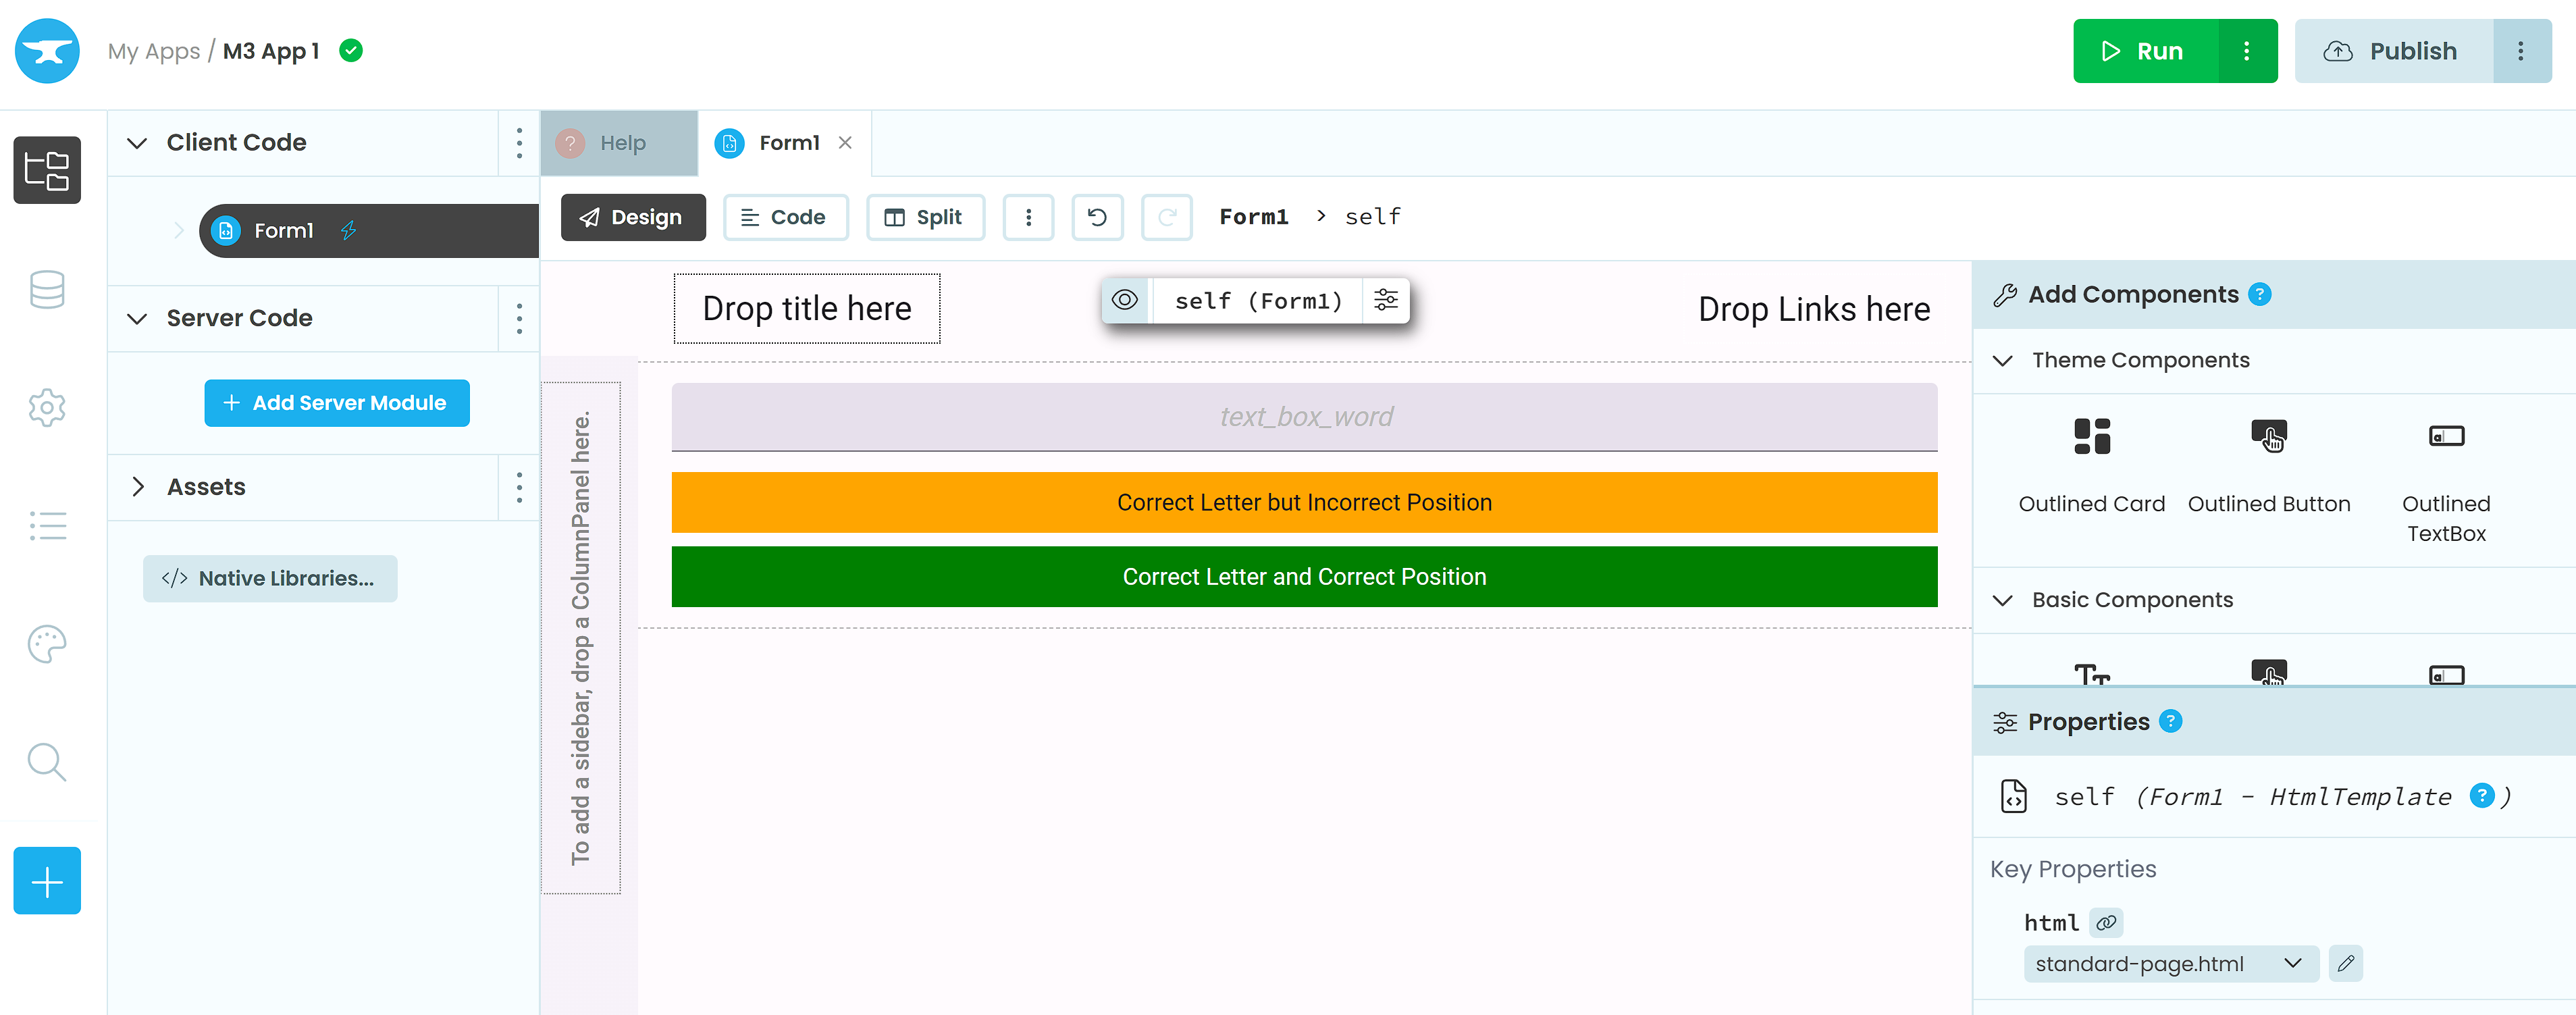 My Apps / M3 App 1
Run
Publish
Client Code
Help
Form1
Form1
Design
Code
Split
Form1 > self
Server Code
Add Server Module
Assets
Native Libraries...
Drop title here
self (Form1)
Drop Links here
To add a sidebar, drop a ColumnPanel here.
text_box_word
Correct Letter but Incorrect Position
Correct Letter and Correct Position
Add Components ?
Theme Components
Outlined Card
Outlined Button
Outlined
TextBox
Basic Components
Properties ?
self (Form1 - HtmlTemplate ?)
Key Properties
html
standard-page.html